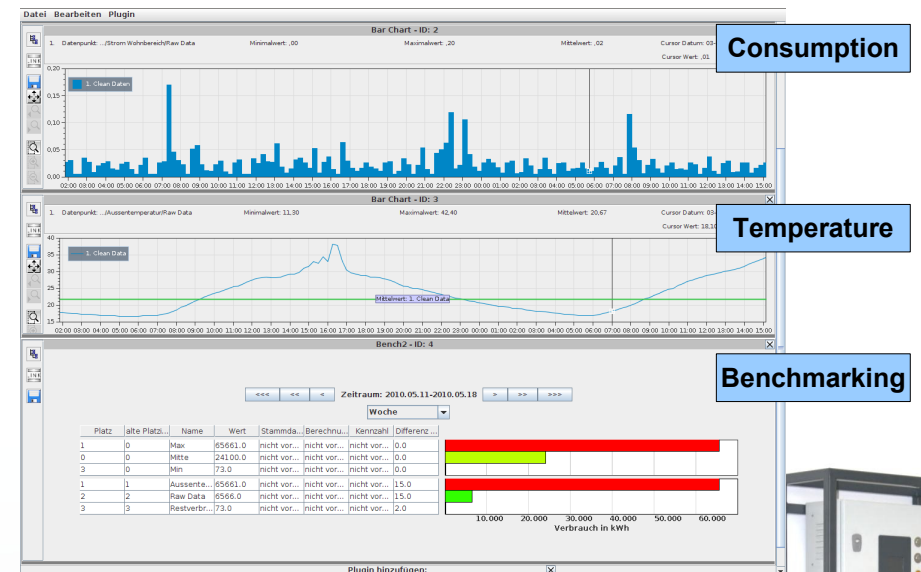 Datei Bearbeiten Plugin
Bar Chart - ID: 2
1. Datenpunkt: .../Strom Wohnbereich/Raw Data Minimalwert: ,00 Maximalwert: ,20 Mittelwert: ,02 Cursor Datum: 03-
Cursor Wert: ,01
Consumption
0,20
1. Clean Daten
0,15
0,10
0,05
0,00
02:00 03:00 04:00 05:00 06:00 07:00 08:00 09:00 10:00 11:00 12:00 13:00 14:00 15:00 16:00 17:00 18:00 19:00 20:00 21:00 22:00 23:00 00:00 01:00 02:00 03:00 04:00 05:00 06:00 07:00 08:00 09:00 10:00 11:00 12:00 13:00 14:00 15:00
Bar Chart - ID: 3
1. Datenpunkt: .../Aussentemperatur/Raw Data Minimalwert: 11,30 Maximalwert: 42,40 Mittelwert: 20,67 Cursor Datum: 03-
Cursor Wert: 18,10
Temperature
40
1. Clean Data
35
30
25
Mittelwert: 1. Clean Data
20
15
02:00 03:00 04:00 05:00 06:00 07:00 08:00 09:00 10:00 11:00 12:00 13:00 14:00 15:00 16:00 17:00 18:00 19:00 20:00 21:00 22:00 23:00 00:00 01:00 02:00 03:00 04:00 05:00 06:00 07:00 08:00 09:00 10:00 11:00 12:00 13:00 14:00 15:00
Bench2 - ID: 4
Benchmarking
<<< << < Zeitraum: 2010.05.11-2010.05.18 > >> >>>
Woche
Platz alte Platzi... Name Wert Stammda... Berechnu... Kennzahl Differenz ...
1 0 Max 65661.0 nicht vor... nicht vor... nicht vor... 0.0
0 0 Mitte 24100.0 nicht vor... nicht vor... nicht vor... 0.0
3 0 Min 73.0 nicht vor... nicht vor... nicht vor... 0.0
1 1 Aussente... 65661.0 nicht vor... nicht vor... nicht vor... 15.0
2 2 Raw Data 6566.0 nicht vor... nicht vor... nicht vor... 15.0
3 3 Restverbr... 73.0 nicht vor... nicht vor... nicht vor... 2.0
10.000 20.000 30.000 40.000 50.000 60.000
Verbrauch in kWh
Plugin hinzufügen: